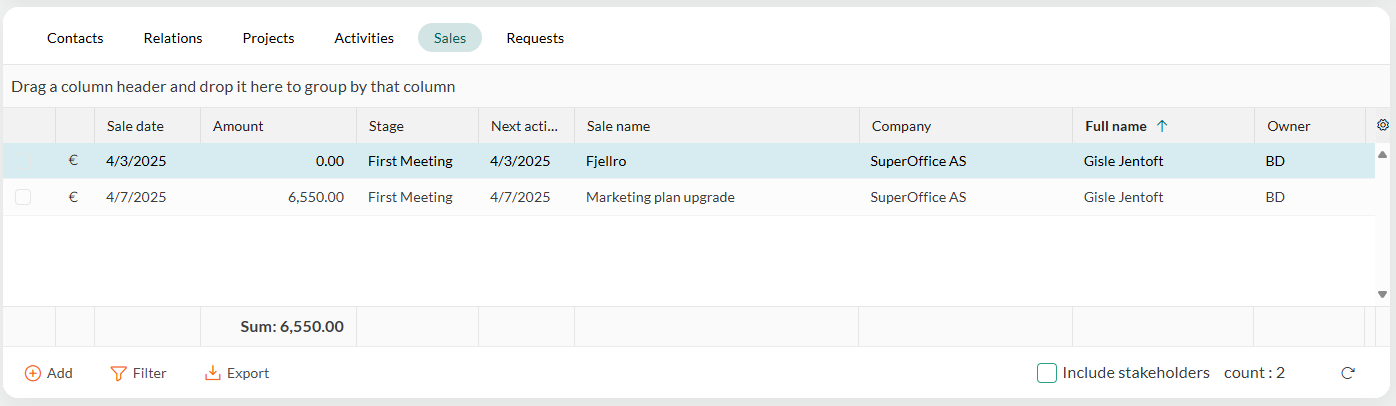 Contacts Relations Projects Activities Sales Requests
Drag a column header and drop it here to group by that column
Sale date Amount Stage Next acti... Sale name Company Full name Owner
€ 4/3/2025 0.00 First Meeting 4/3/2025 Fjellro SuperOffice AS Gisle Jentoft BD
€ 4/7/2025 6,550.00 First Meeting 4/7/2025 Marketing plan upgrade SuperOffice AS Gisle Jentoft BD
Sum: 6,550.00
Add Filter Export Include stakeholders count : 2